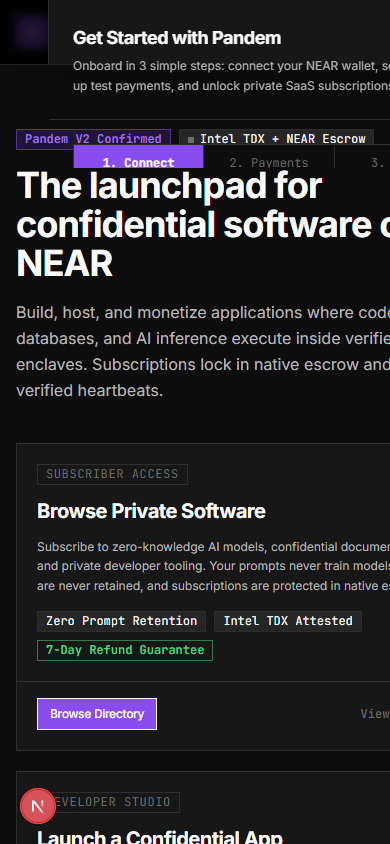 Get Started with Pandem
Onboard in 3 simple steps: connect your NEAR wallet,
up test payments, and unlock private SaaS subscriptions
Pandem V2 Confirmed
Intel TDX + NEAR Escrow
1. Connect
2. Payments
3.
The launchpad for
confidential software
NEAR
Build, host, and monetize applications where
databases, and AI inference execute inside
enclaves. Subscriptions lock in native escrow and
verified heartbeats.
SUBSCRIBER ACCESS
Browse Private Software
Subscribe to zero-knowledge AI models, confidential
and private developer tooling. Your prompts never train
are never retained, and subscriptions are protected in native
Zero Prompt Retention
Intel TDX Attested
7-Day Refund Guarantee
Browse Directory
View
N
EVELOPER STUDIO
Launch a Confidential App